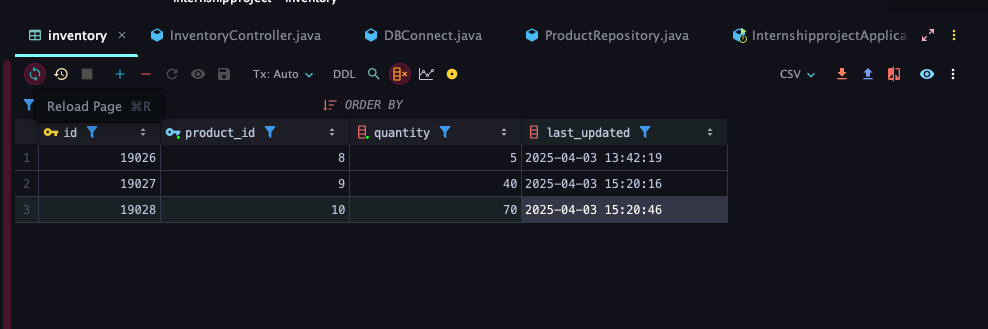 inventory InventoryController.java DBConnect.java ProductRepository.java InternshipprojectApplica
Tx: Auto DDL CSV
Reload Page ⌘R ORDER BY
id product_id quantity last_updated
1 19026 8 5 2025-04-03 13:42:19
2 19027 9 40 2025-04-03 15:20:16
3 19028 10 70 2025-04-03 15:20:46